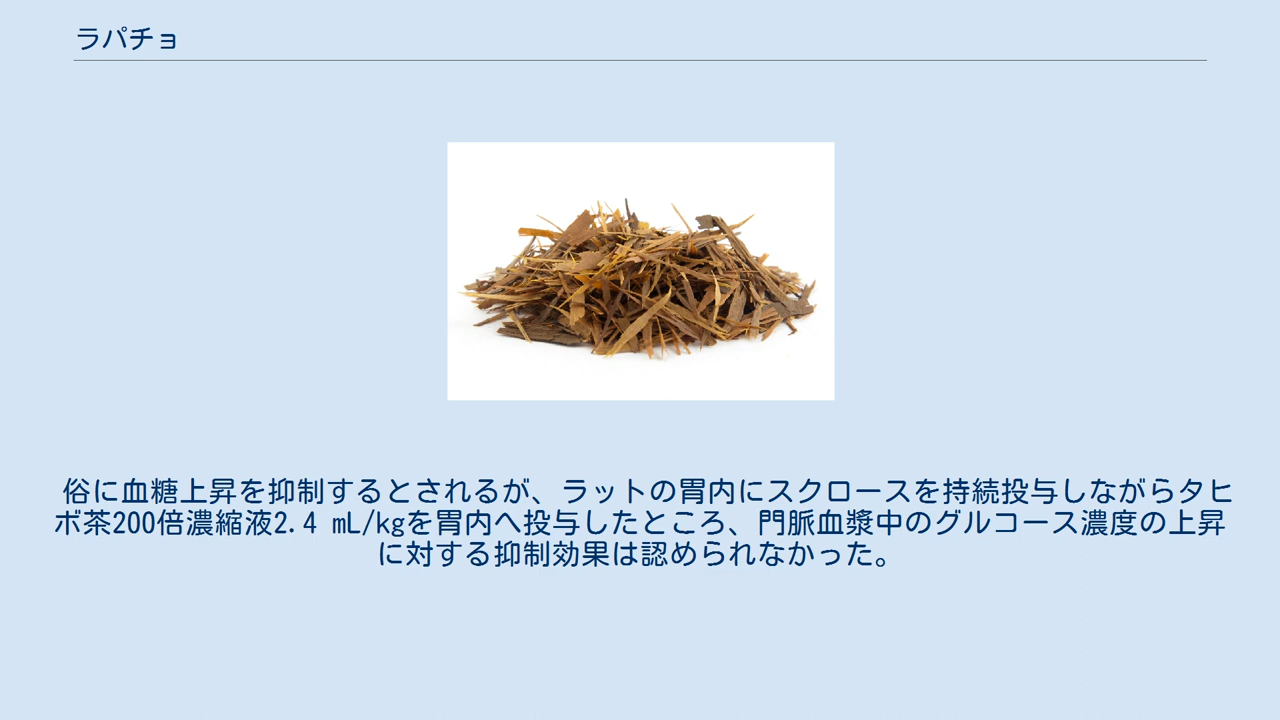 ラパチョ
俗に血糖上昇を抑制するとされるが、ラットの胃内にスクロースを持続投与しながらタヒ
ボ茶200倍濃縮液2.4 mL/kgを胃内へ投与したところ、門脈血漿中のグルコース濃度の上昇
に対する抑制効果は認められなかった。